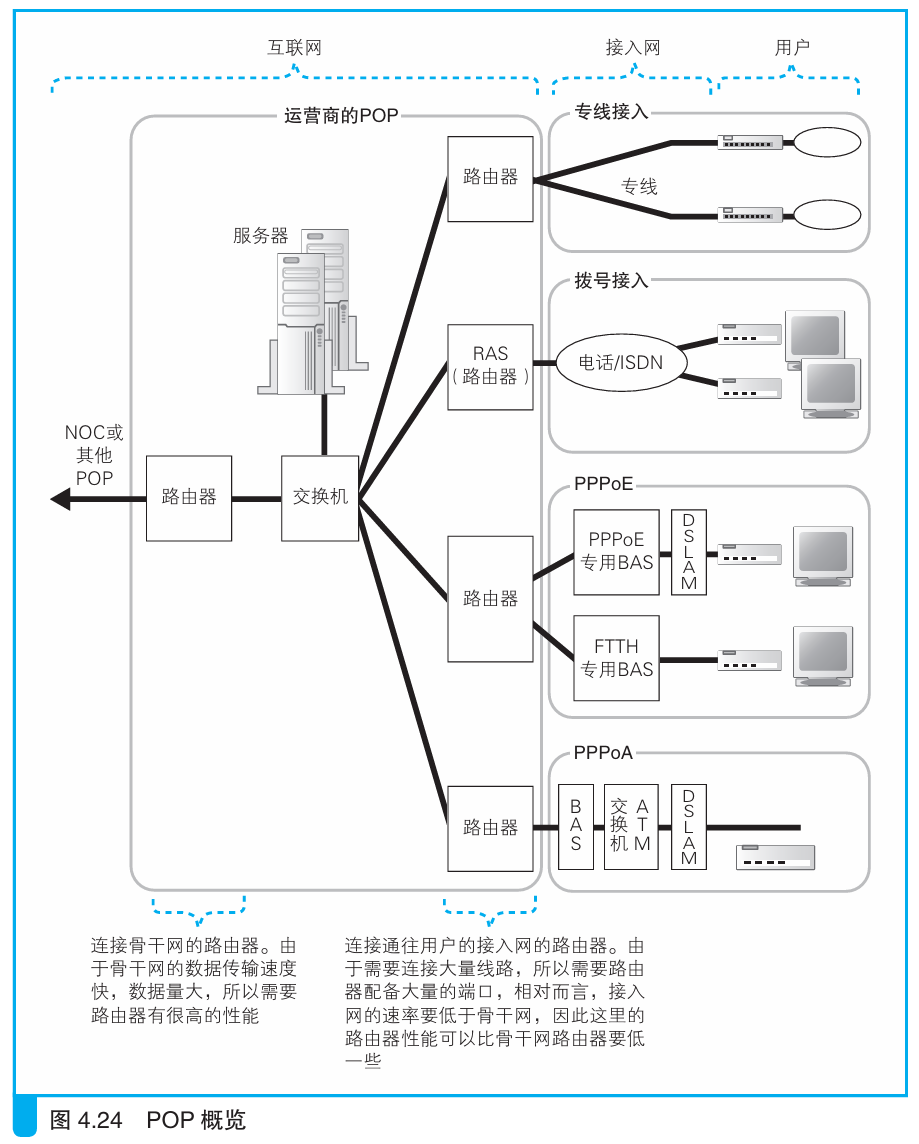 互联网
接入网
用户
运营商的POP
专线接入
路由器
专线
服务器
拨号接入
RAS
（路由器）
电话/ISDN
NOC或
其他
POP
路由器
交换机
PPPoE
PPPoE
专用BAS
DSLAM
路由器
FTTH
专用BAS
PPPoA
路由器
BAS
交换机
ATM
DSLAM
连接骨干网的路由器。由
于骨干网的数据传输速度
快，数据量大，所以需要
路由器有很高的性能
连接通往用户的接入网的路由器。由
于需要连接大量线路，所以需要路由
器配备大量的端口，相对而言，接入
网的速率要低于骨干网，因此这里的
路由器性能可以比骨干网路由器要低
一些
图 4.24 POP 概览